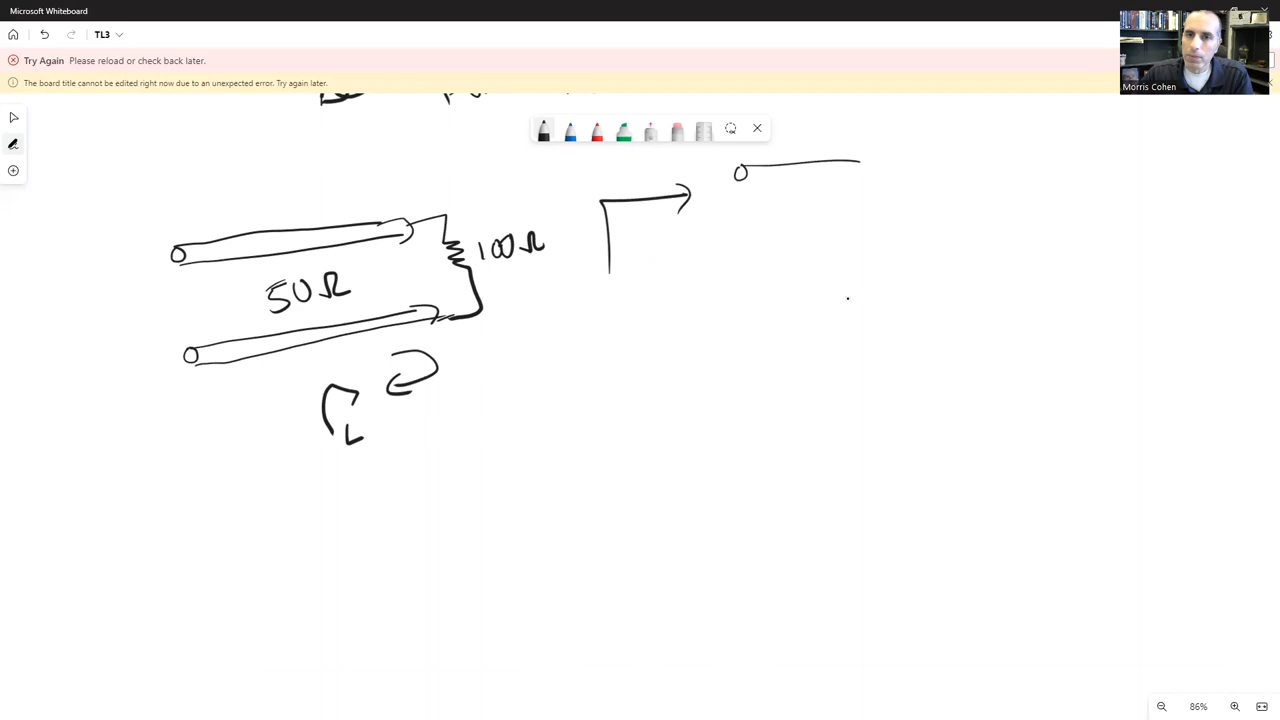 Microsoft Whiteboard
TL3
Try Again Please reload or check back later.
The board title cannot be edited right now due to an unexpected error. Try again later.
Morris Cohen
100Ω
50Ω
86%